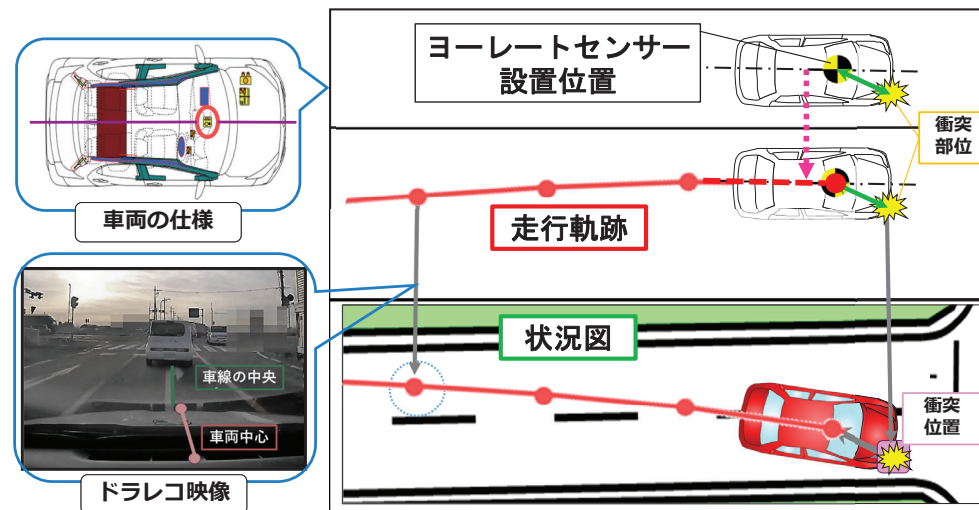 ヨーレートセンサー
設置位置
衝突
部位
車両の仕様
走行軌跡
状況図
車線の中央
車両中心
衝突
位置
ドラレコ映像